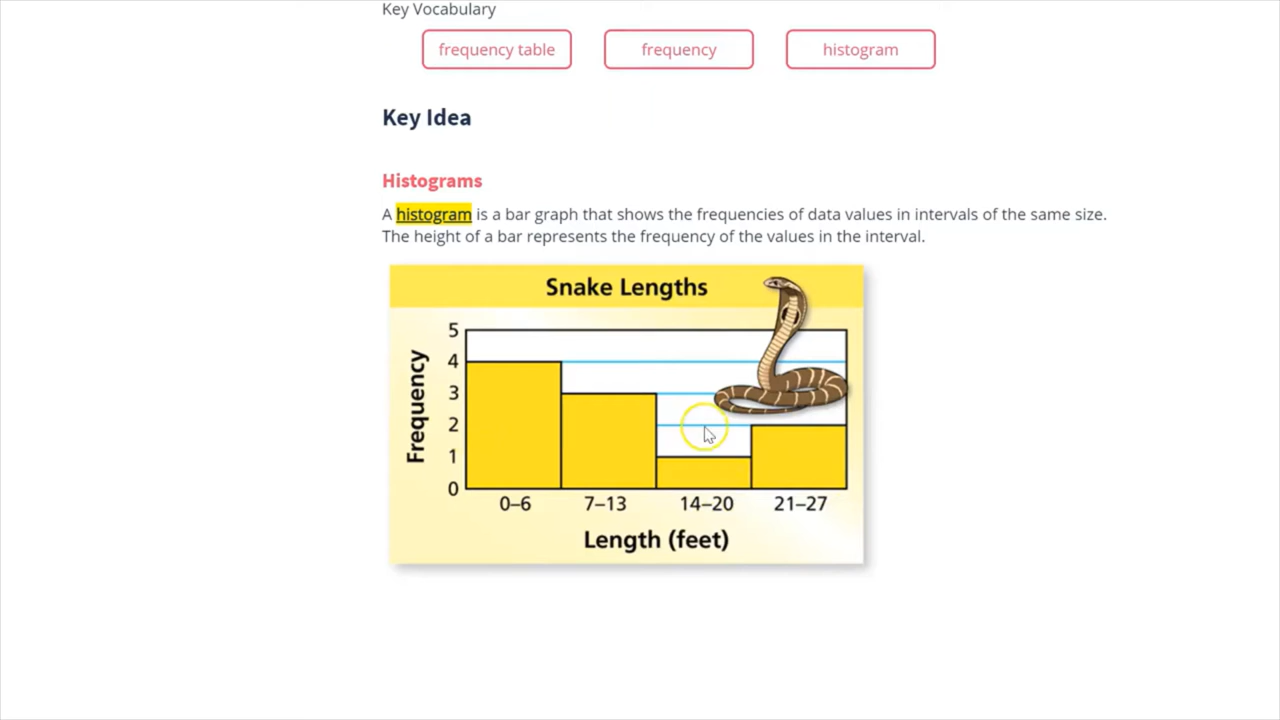 Key Vocabulary
frequency table frequency histogram
Key Idea
Histograms
A histogram is a bar graph that shows the frequencies of data values in intervals of the same size.
The height of a bar represents the frequency of the values in the interval.
Snake Lengths
Frequency
5
4
3
2
1
0
0–6 7–13 14–20 21–27
Length (feet)